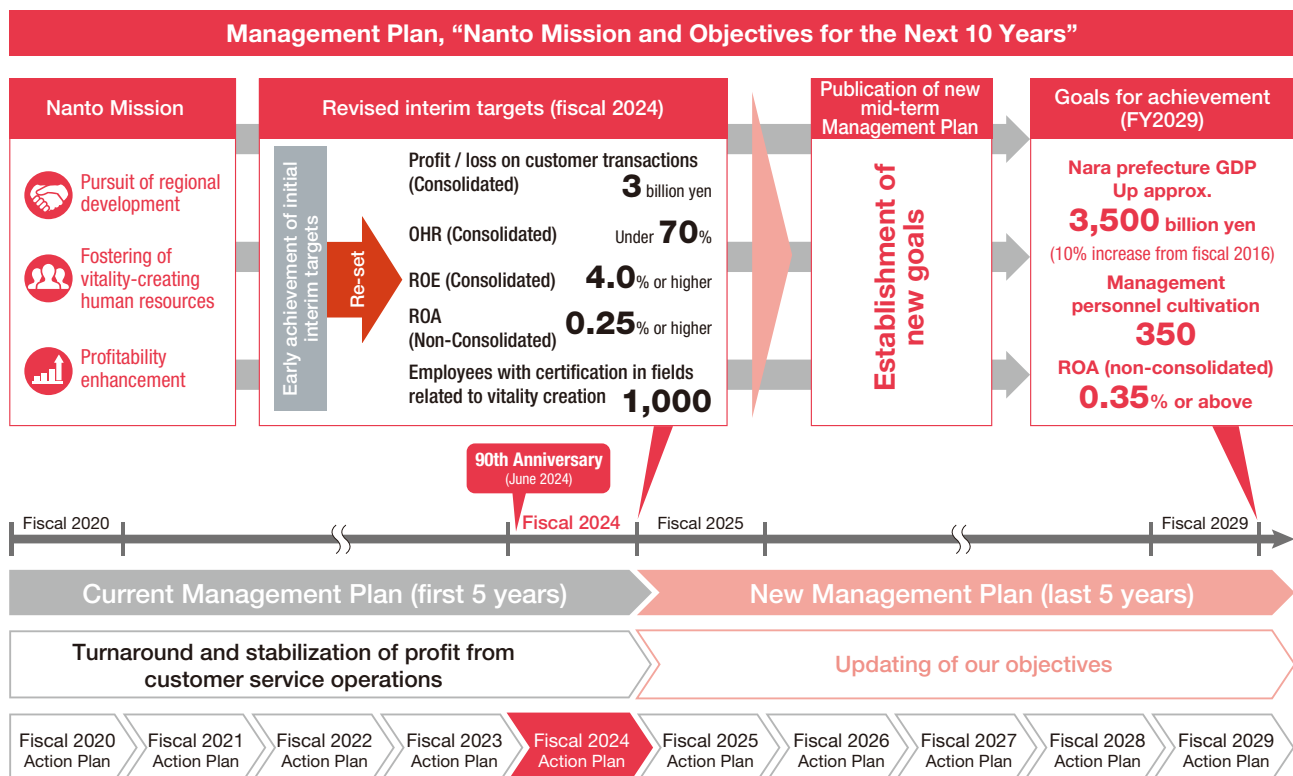 Management Plan, “Nanto Mission and Objectives for the Next 10 Years”
Nanto Mission
Pursuit of regional
development
Fostering of
vitality-creating
human resources
Profitability
enhancement
Revised interim targets (fiscal 2024)
Early achievement of initial
interim targets
Re-set
Profit / loss on customer transactions
(Consolidated) 3 billion yen
OHR (Consolidated) Under 70%
ROE (Consolidated) 4.0% or higher
ROA
(Non-Consolidated) 0.25% or higher
Employees with certification in fields
related to vitality creation 1,000
Publication of new
mid-term
Management Plan
Establishment of
new goals
Goals for achievement
(FY2029)
Nara prefecture GDP
Up approx.
3,500 billion yen
(10% increase from fiscal 2016)
Management
personnel cultivation
350
ROA (non-consolidated)
0.35% or above
90th Anniversary
(June 2024)
Fiscal 2020
Fiscal 2024
Fiscal 2025
Fiscal 2029
Current Management Plan (first 5 years)
New Management Plan (last 5 years)
Turnaround and stabilization of profit from
customer service operations
Updating of our objectives
Fiscal 2020
Action Plan
Fiscal 2021
Action Plan
Fiscal 2022
Action Plan
Fiscal 2023
Action Plan
Fiscal 2024
Action Plan
Fiscal 2025
Action Plan
Fiscal 2026
Action Plan
Fiscal 2027
Action Plan
Fiscal 2028
Action Plan
Fiscal 2029
Action Plan